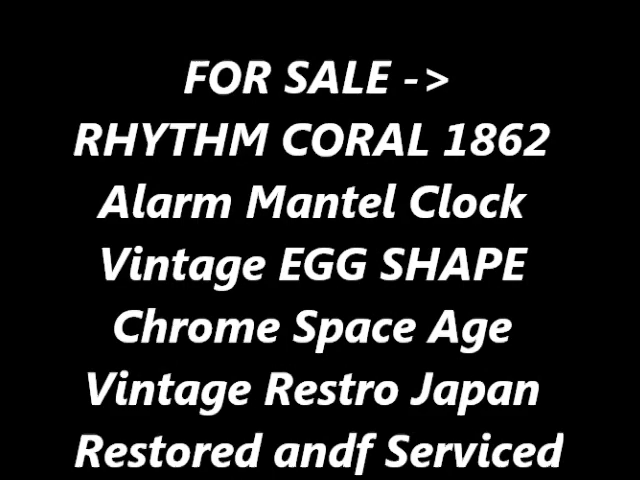 FOR SALE ->
RHYTHM CORAL 1862
Alarm Mantel Clock
Vintage EGG SHAPE
Chrome Space Age
Vintage Restro Japan
Restored andf Serviced